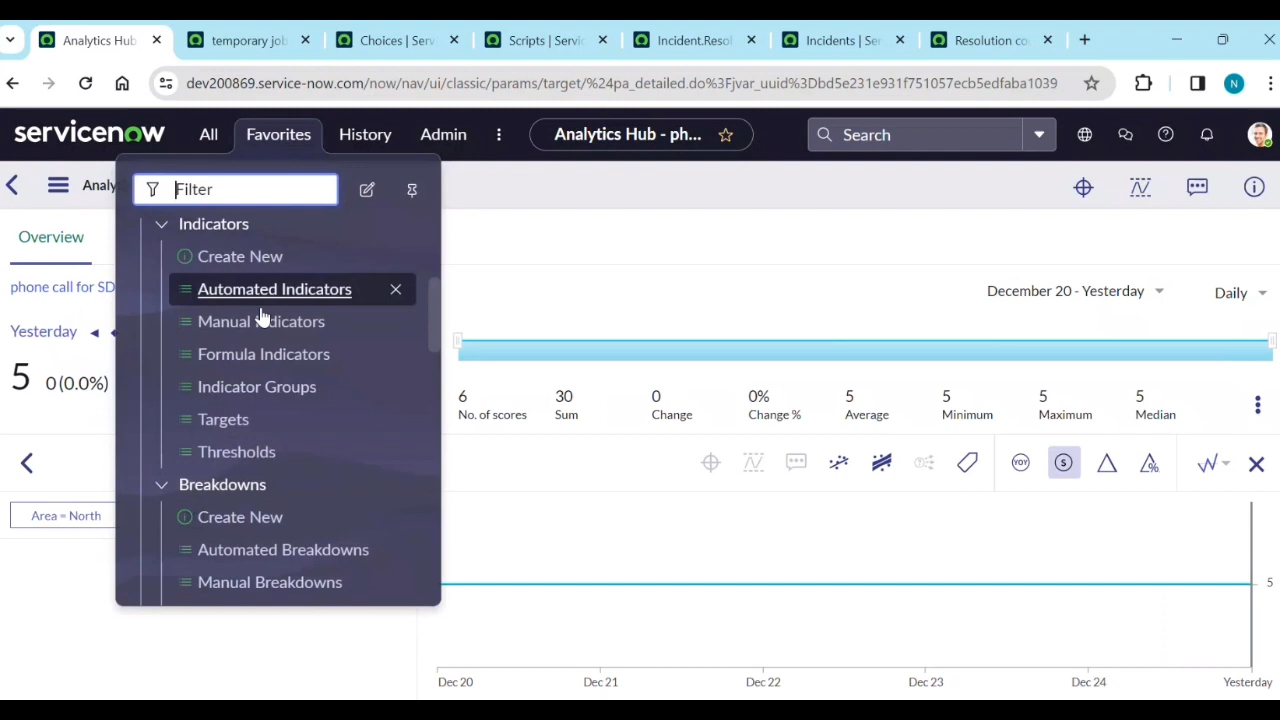 Analytics Hub
temporary job
Choices | Serv
Scripts | Servic
Incident.Resol
Incidents | Se
Resolution co
dev200869.service-now.com/now/nav/ui/classic/params/target/%24pa_detailed.do%3Fjvar_uuid%3Dbd5e231e931f751057ecb5edfaba1039
N
servicenow
All
Favorites
History
Admin
Analytics Hub - ph...
Search
Filter
Analy
Overview
Indicators
Create New
phone call for SD
Automated Indicators
December 20 - Yesterday
Daily
Manual Indicators
Yesterday
Formula Indicators
5 0 (0.0%)
Indicator Groups
6
No. of scores
30
Sum
0
Change
0%
Change %
5
Average
5
Minimum
5
Maximum
5
Median
Targets
Thresholds
YOY
S
%
Breakdowns
Area = North
Create New
Automated Breakdowns
Manual Breakdowns
5
Dec 20
Dec 21
Dec 22
Dec 23
Dec 24
Yesterday